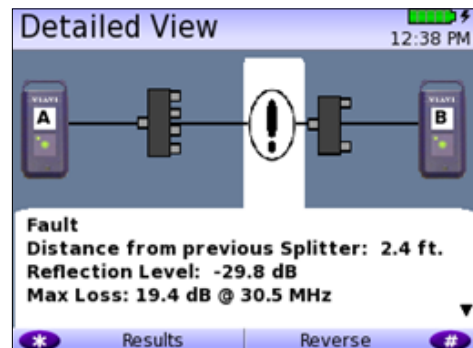 Detailed View
12:38 PM
VIAVI
A
VIAVI
B
Fault
Distance from previous Splitter: 2.4 ft.
Reflection Level: -29.8 dB
Max Loss: 19.4 dB @ 30.5 MHz
* Results Reverse #